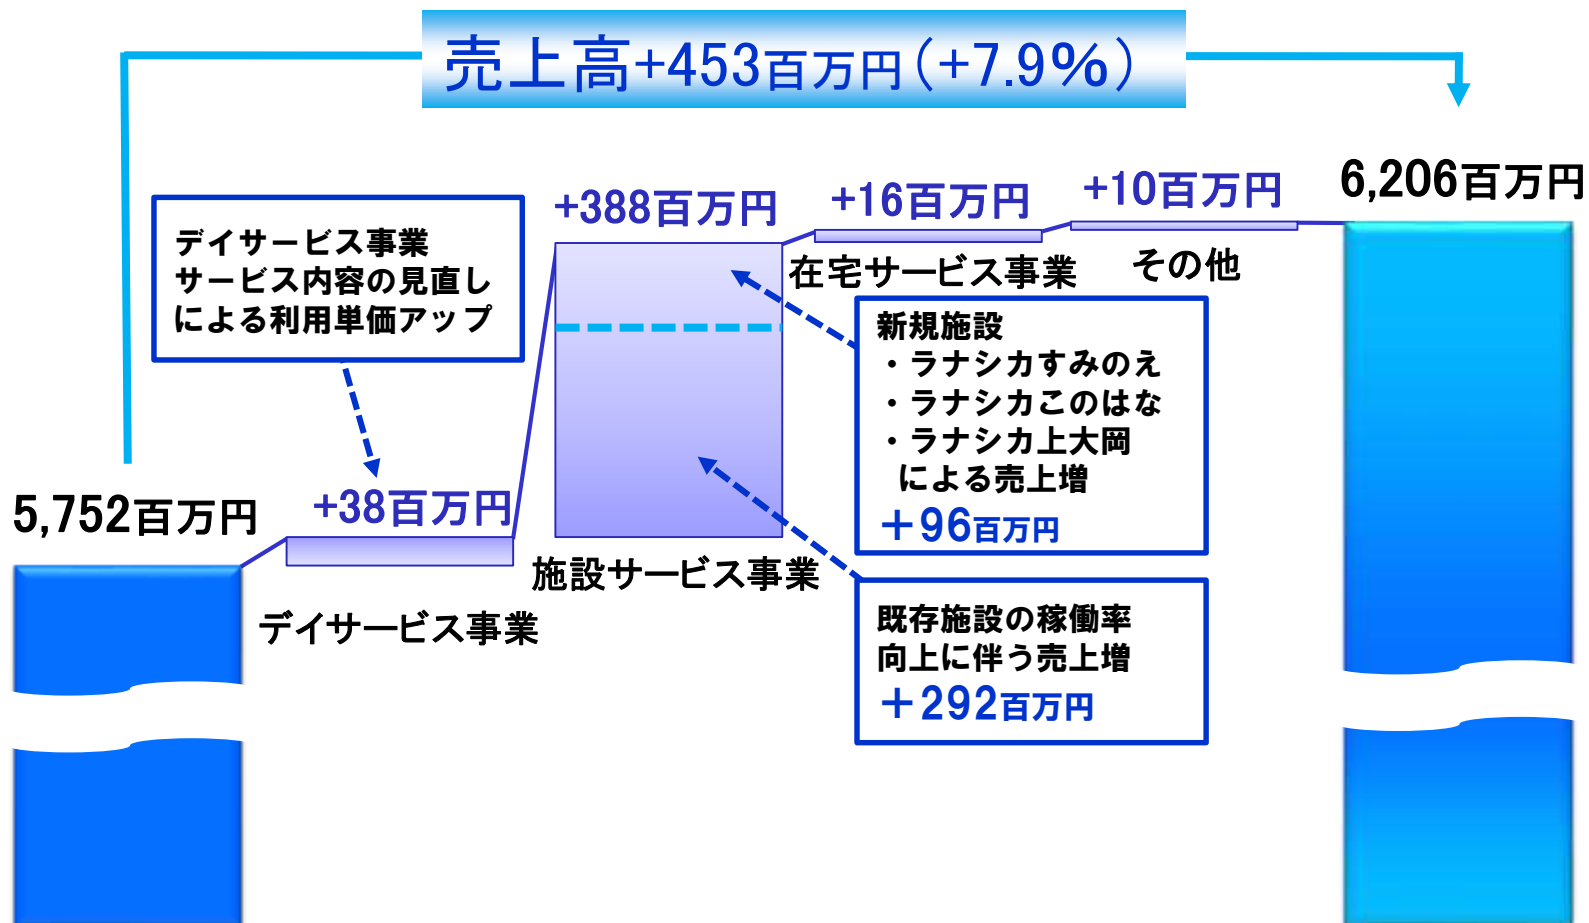 売上高+453百万円(+7.9%)
6,206百万円
+388百万円
+16百万円
+10百万円
デイサービス事業
サービス内容の見直し
による利用単価アップ
在宅サービス事業
その他
新規施設
・ラナシカすみのえ
・ラナシカこのはな
・ラナシカ上大岡
による売上増
+96百万円
5,752百万円
+38百万円
施設サービス事業
デイサービス事業
既存施設の稼働率
向上に伴う売上増
+292百万円